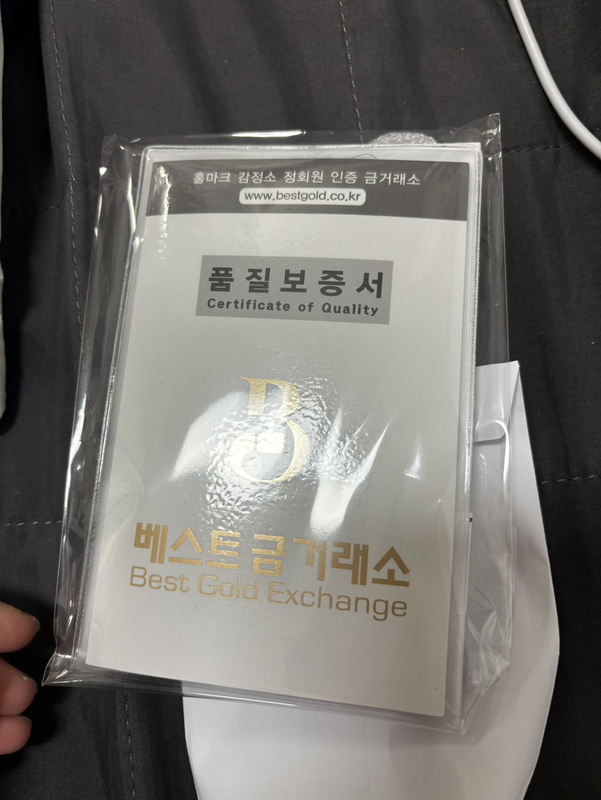 홀마크 감정소 정회원 인증 금거래소
www.bestgold.co.kr
품질보증서
Certificate of Quality
베스트금거래소
Best Gold Exchange